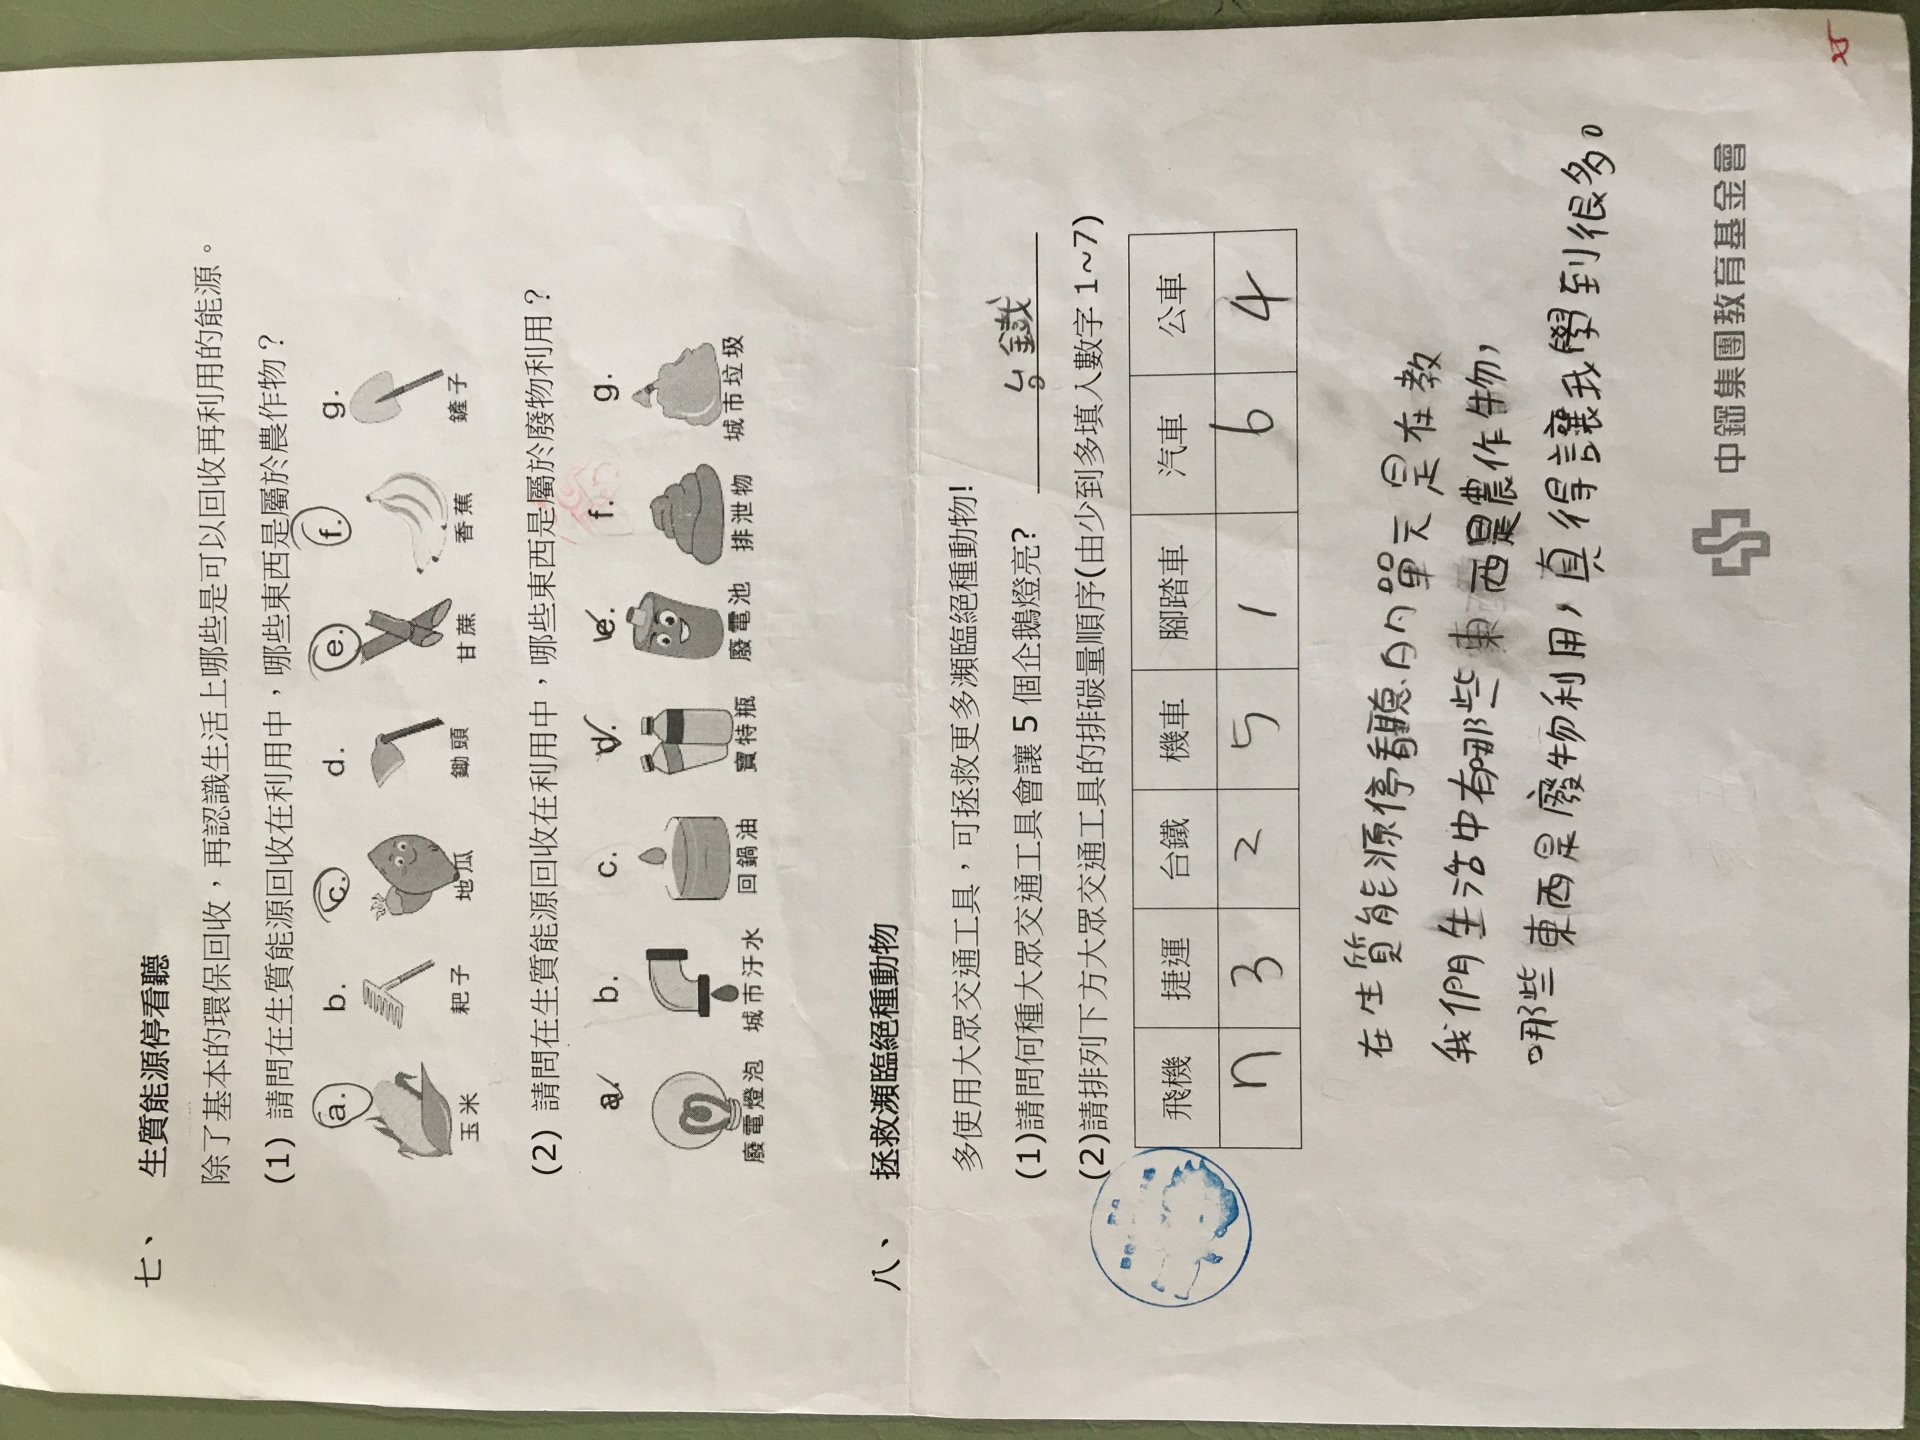 七、 生質能源停看聽
除了基本的環保回收，再認識生活上哪些是可以回收再利用的能源。
(1) 請問在生質能源回收在利用中，哪些東西是屬於農作物？
a. b. c. d. e. f. g.
玉米 耙子 地瓜 鋤頭 甘蔗 香蕉 鏟子
(2) 請問在生質能源回收在利用中，哪些東西是屬於廢物利用？
a. b. c. d. e. f. g.
廢電燈泡 城市汙水 回鍋油 寶特瓶 廢電池 排泄物 城市垃圾
八、 拯救瀕臨絕種動物
多使用大眾交通工具，可拯救更多瀕臨絕種動物!
(1)請問何種大眾交通工具會讓 5 個企鵝燈亮? 台鐵
(2)請排列下方大眾交通工具的排碳量順序(由少到多填入數字 1~7)
飛機 捷運 台鐵 機車 腳踏車 汽車 公車
7 3 2 5 1 6 4
在生質能源停看聽的單元是在教
我們生活中有哪些東西是農作物，
哪些東西是廢物利用，真得讓我學到很多。
中鋼集團教育基金會